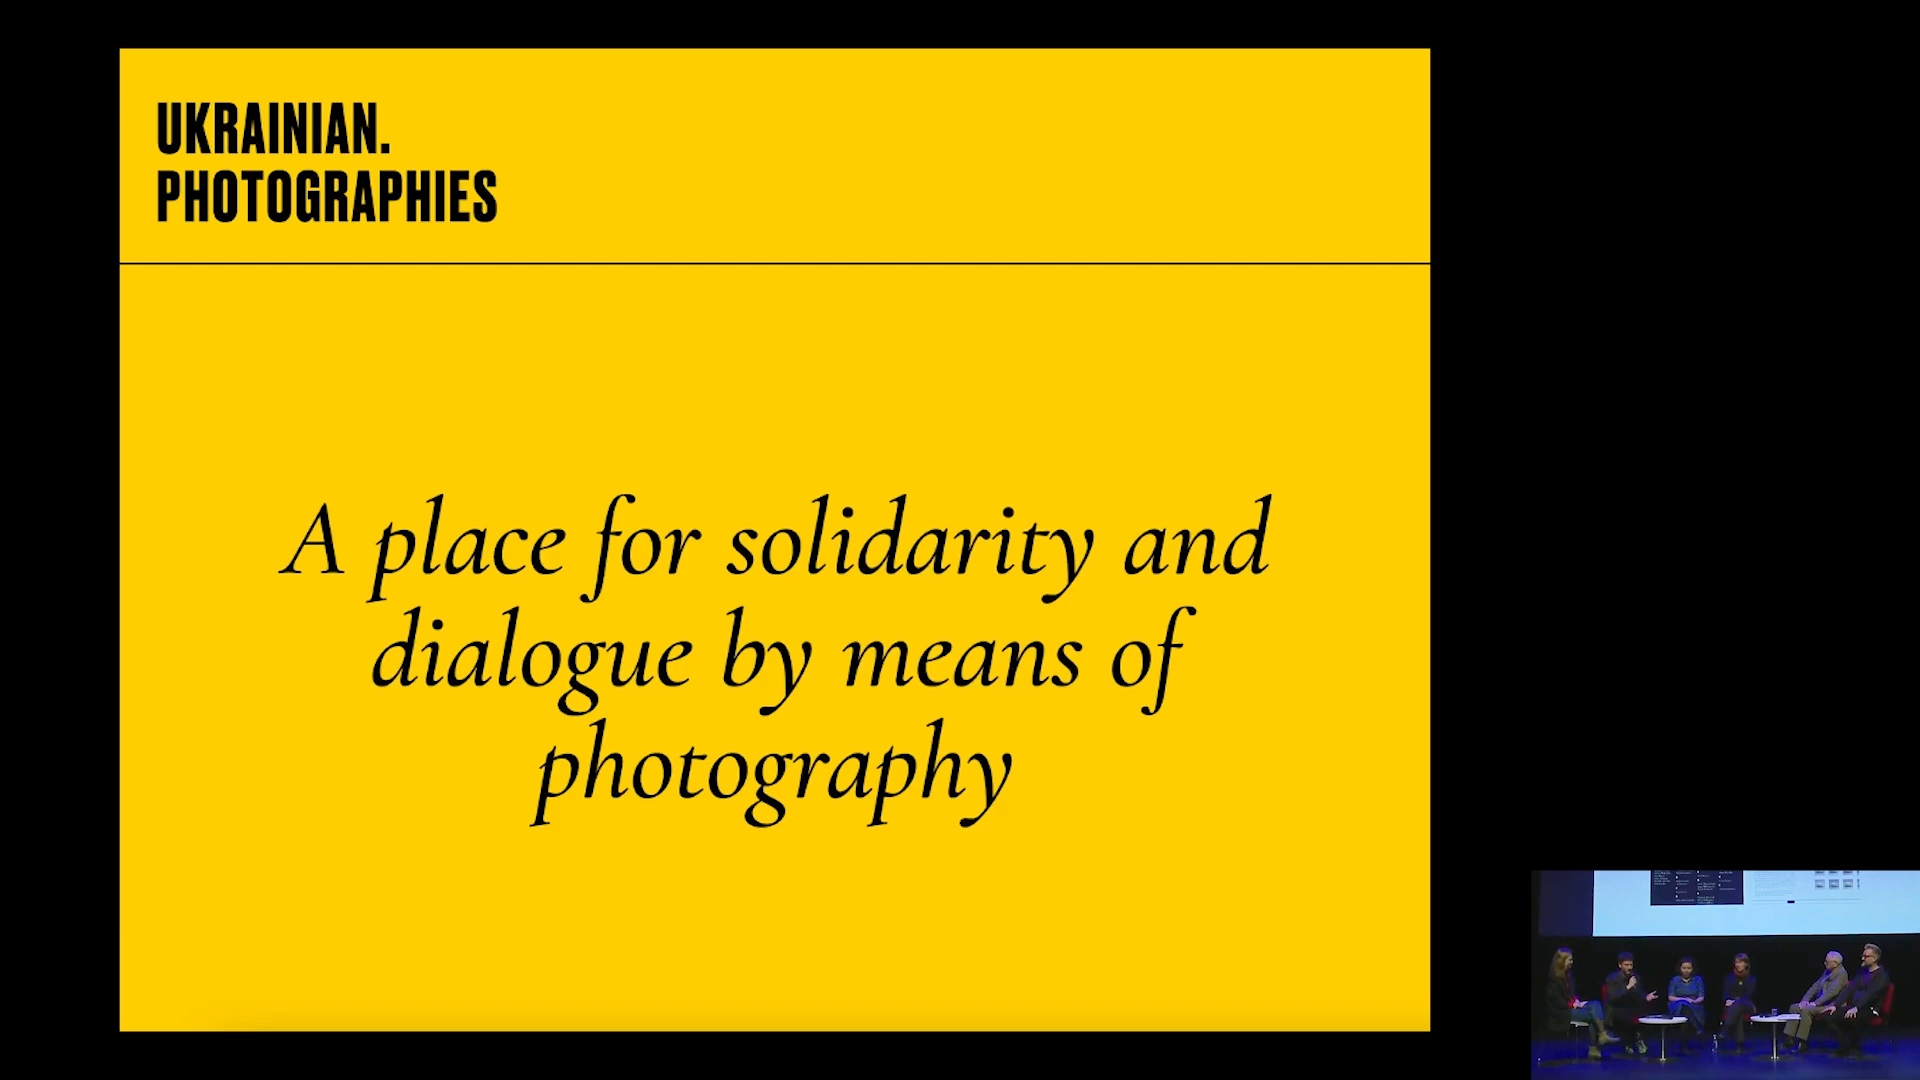 UKRAINIAN.
PHOTOGRAPHIES
A place for solidarity and
dialogue by means of
photography